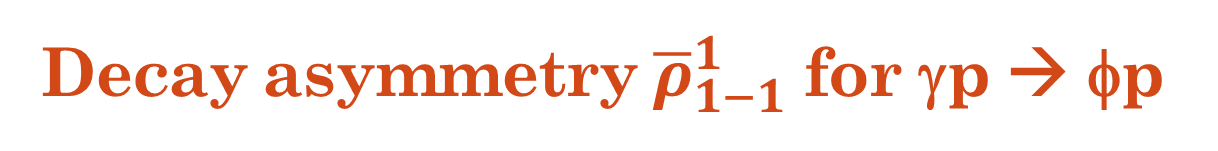 Decay asymmetry ρ̅¹₁₋₁ for γp → ϕp